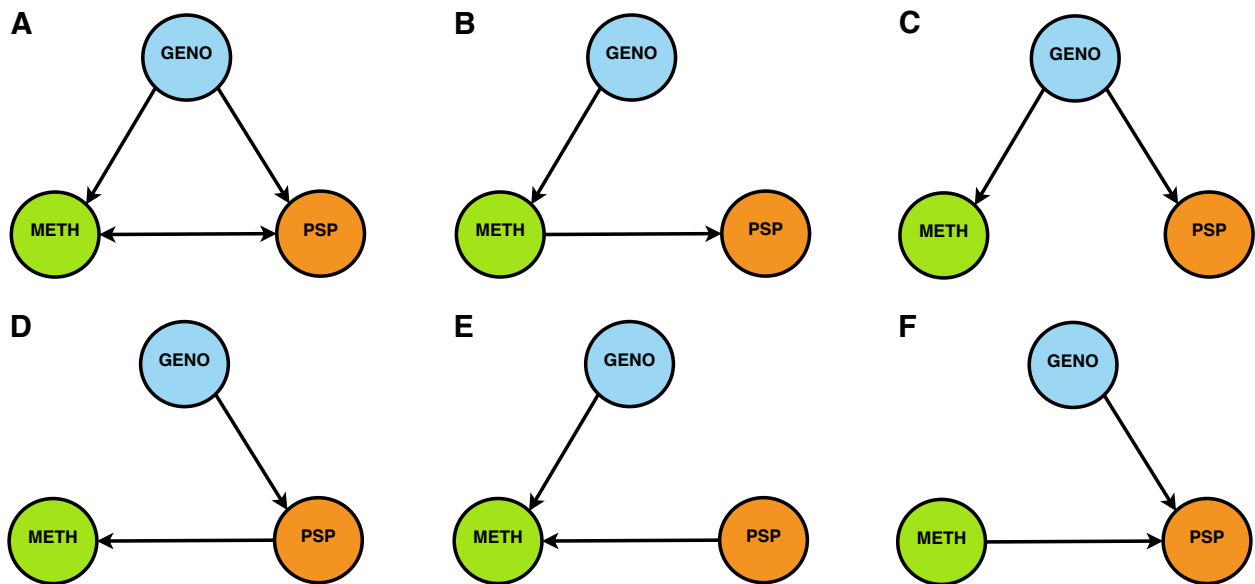 A
GENO
METH
PSP
B
GENO
METH
PSP
C
GENO
METH
PSP
D
GENO
METH
PSP
E
GENO
METH
PSP
F
GENO
METH
PSP